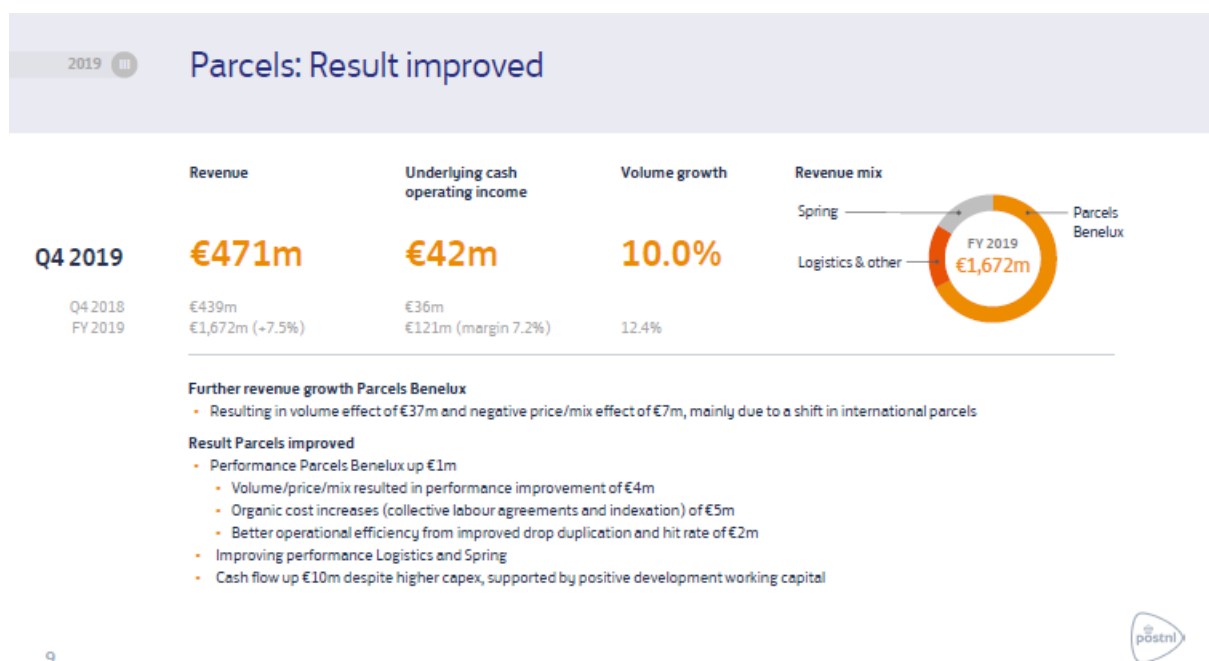 2019 III
Parcels: Result improved
Revenue
Underlying cash
operating income
Volume growth
Revenue mix
Spring
Parcels
Benelux
Logistics & other
FY 2019
€1,672m
Q4 2019
€471m
€42m
10.0%
Q4 2018
€439m
€36m
FY 2019
€1,672m (+7.5%)
€121m (margin 7.2%)
12.4%
Further revenue growth Parcels Benelux
• Resulting in volume effect of €37m and negative price/mix effect of €7m, mainly due to a shift in international parcels
Result Parcels improved
• Performance Parcels Benelux up €1m
• Volume/price/mix resulted in performance improvement of €4m
• Organic cost increases (collective labour agreements and indexation) of €5m
• Better operational efficiency from improved drop duplication and hit rate of €2m
• Improving performance Logistics and Spring
• Cash flow up €10m despite higher capex, supported by positive development working capital
postnl
9